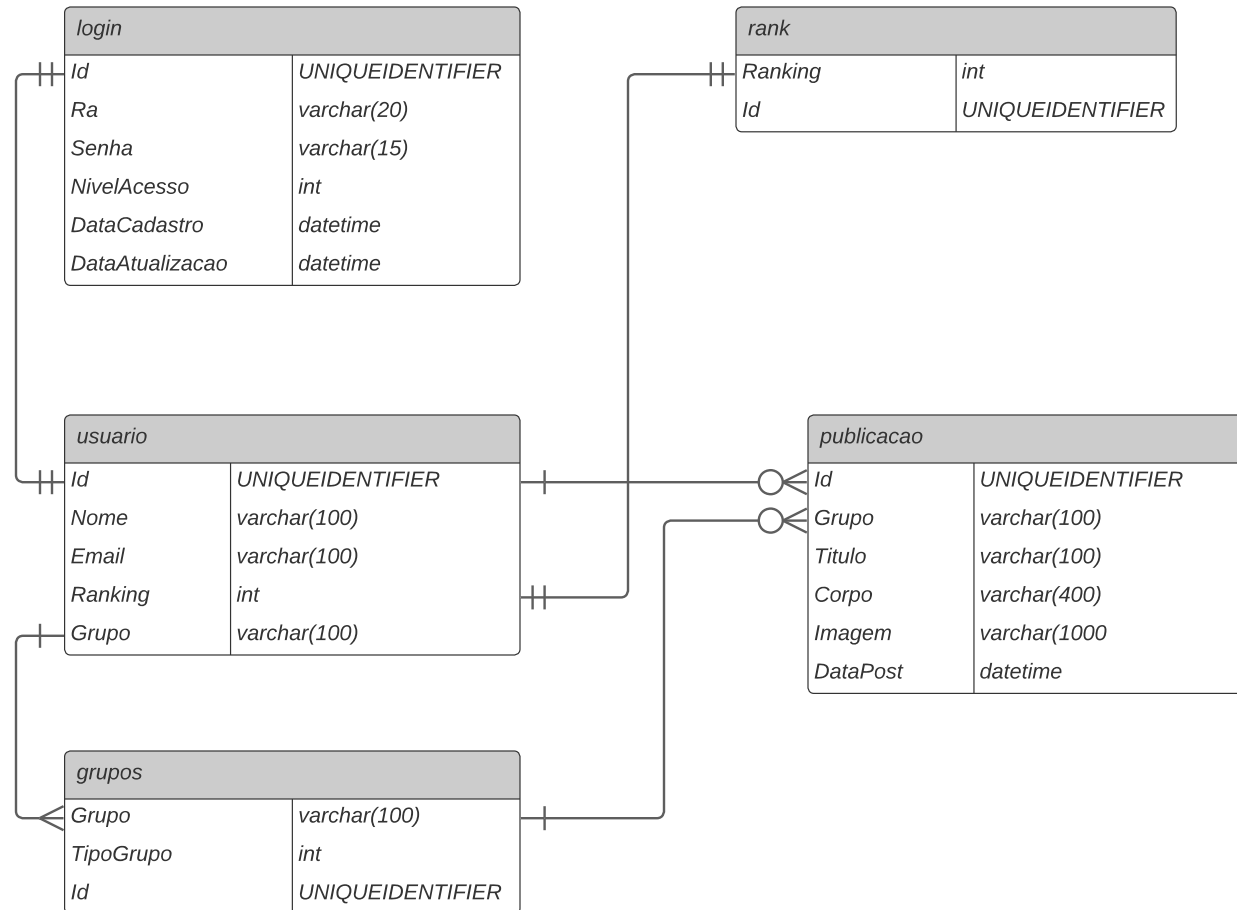 login
Id UNIQUEIDENTIFIER
Ra varchar(20)
Senha varchar(15)
NivelAcesso int
DataCadastro datetime
DataAtualizacao datetime
rank
Ranking int
Id UNIQUEIDENTIFIER
usuario
Id UNIQUEIDENTIFIER
Nome varchar(100)
Email varchar(100)
Ranking int
Grupo varchar(100)
publicacao
Id UNIQUEIDENTIFIER
Grupo varchar(100)
Titulo varchar(100)
Corpo varchar(400)
Imagem varchar(1000
DataPost datetime
grupos
Grupo varchar(100)
TipoGrupo int
Id UNIQUEIDENTIFIER